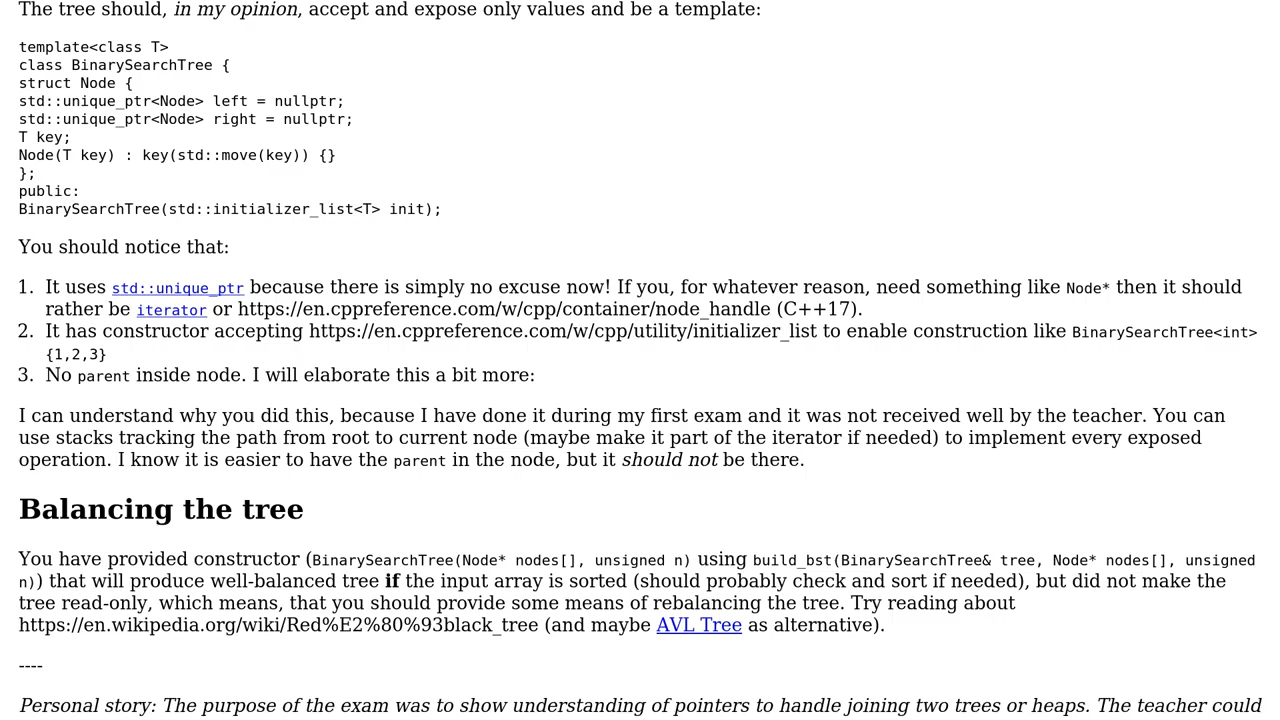 The tree should, in my opinion, accept and expose only values and be a template:
template<class T>
class BinarySearchTree {
struct Node {
std::unique_ptr<Node> left = nullptr;
std::unique_ptr<Node> right = nullptr;
T key;
Node(T key) : key(std::move(key)) {}
};
public:
BinarySearchTree(std::initializer_list<T> init);
You should notice that:
1. It uses std::unique_ptr because there is simply no excuse now! If you, for whatever reason, need something like Node* then it should
rather be iterator or https://en.cppreference.com/w/cpp/container/node_handle (C++17).
2. It has constructor accepting https://en.cppreference.com/w/cpp/utility/initializer_list to enable construction like BinarySearchTree<int>
{1,2,3}
3. No parent inside node. I will elaborate this a bit more:
I can understand why you did this, because I have done it during my first exam and it was not received well by the teacher. You can
use stacks tracking the path from root to current node (maybe make it part of the iterator if needed) to implement every exposed
operation. I know it is easier to have the parent in the node, but it should not be there.
Balancing the tree
You have provided constructor (BinarySearchTree(Node* nodes[], unsigned n) using build_bst(BinarySearchTree& tree, Node* nodes[], unsigned
n)) that will produce well-balanced tree if the input array is sorted (should probably check and sort if needed), but did not make the
tree read-only, which means, that you should provide some means of rebalancing the tree. Try reading about
https://en.wikipedia.org/wiki/Red%E2%80%93black_tree (and maybe AVL Tree as alternative).
----
Personal story: The purpose of the exam was to show understanding of pointers to handle joining two trees or heaps. The teacher could